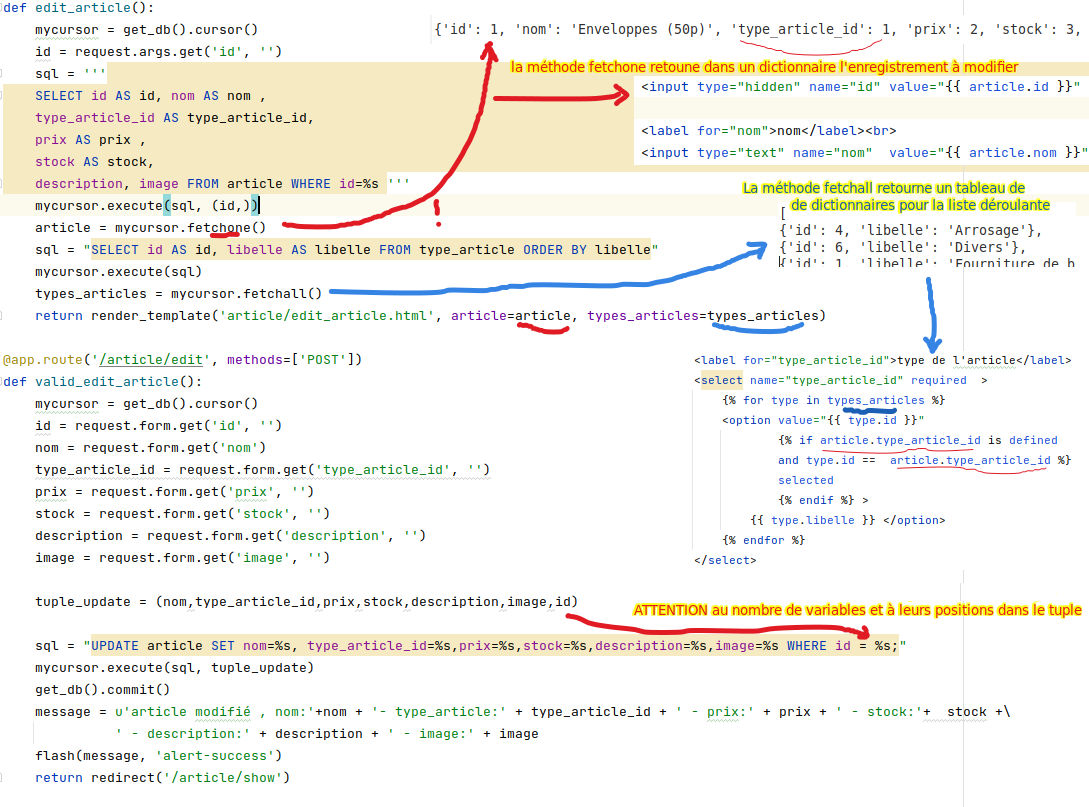 def edit_article():
    mycursor = get_db().cursor()
    id = request.args.get('id', '')
    sql = '''
    SELECT id AS id, nom AS nom ,
    type_article_id AS type_article_id,
    prix AS prix ,
    stock AS stock,
    description, image FROM article WHERE id=%s '''
    mycursor.execute(sql, (id,))
    article = mycursor.fetchone()
    sql = "SELECT id AS id, libelle AS libelle FROM type_article ORDER BY libelle"
    mycursor.execute(sql)
    types_articles = mycursor.fetchall()
    return render_template('article/edit_article.html', article=article, types_articles=types_articles)
{'id': 1, 'nom': 'Enveloppes (50p)', 'type_article_id': 1, 'prix': 2, 'stock': 3,
la méthode fetchone retoune dans un dictionnaire l'enregistrement à modifier
<input type="hidden" name="id" value="{{ article.id }}"
<label for="nom">nom</label><br>
<input type="text" name="nom"  value="{{ article.nom }}"
La méthode fetchall retourne un tableau de
de dictionnaires pour la liste déroulante
[
{'id': 4, 'libelle': 'Arrosage'},
{'id': 6, 'libelle': 'Divers'},
{'id': 1, 'libelle': 'Fourniture de b
@app.route('/article/edit', methods=['POST'])
def valid_edit_article():
    mycursor = get_db().cursor()
    id = request.form.get('id', '')
    nom = request.form.get('nom')
    type_article_id = request.form.get('type_article_id', '')
    prix = request.form.get('prix', '')
    stock = request.form.get('stock', '')
    description = request.form.get('description', '')
    image = request.form.get('image', '')
<label for="type_article_id">type de l'article</label>
<select name="type_article_id" required  >
    {% for type in types_articles %}
    <option value="{{ type.id }}"
            {% if article.type_article_id is defined
            and type.id ==  article.type_article_id %}
            selected
            {% endif %} >
        {{ type.libelle }} </option>
    {% endfor %}
</select>
    tuple_update = (nom,type_article_id,prix,stock,description,image,id)
ATTENTION au nombre de variables et à leurs positions dans le tuple
    sql = "UPDATE article SET nom=%s, type_article_id=%s,prix=%s,stock=%s,description=%s,image=%s WHERE id = %s;"
    mycursor.execute(sql, tuple_update)
    get_db().commit()
    message = u'article modifié , nom:'+nom + '- type_article:' + type_article_id + ' - prix:' + prix + ' - stock:'+  stock +\
              ' - description:' + description + ' - image:' + image
    flash(message, 'alert-success')
    return redirect('/article/show')